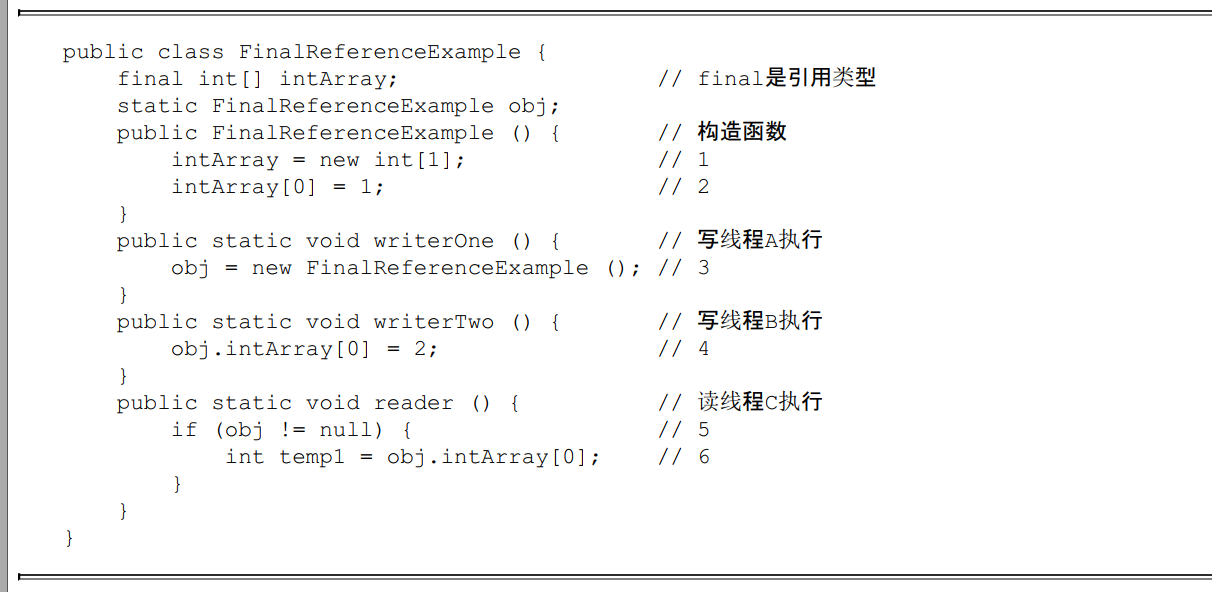 public class FinalReferenceExample {
    final int[] intArray;                   // final是引用类型
    static FinalReferenceExample obj;
    public FinalReferenceExample () {       // 构造函数
        intArray = new int[1];              // 1
        intArray[0] = 1;                    // 2
    }
    public static void writerOne () {       // 写线程A执行
        obj = new FinalReferenceExample (); // 3
    }
    public static void writerTwo () {       // 写线程B执行
        obj.intArray[0] = 2;                // 4
    }
    public static void reader () {          // 读线程C执行
        if (obj != null) {                  // 5
            int temp1 = obj.intArray[0];    // 6
        }
    }
}